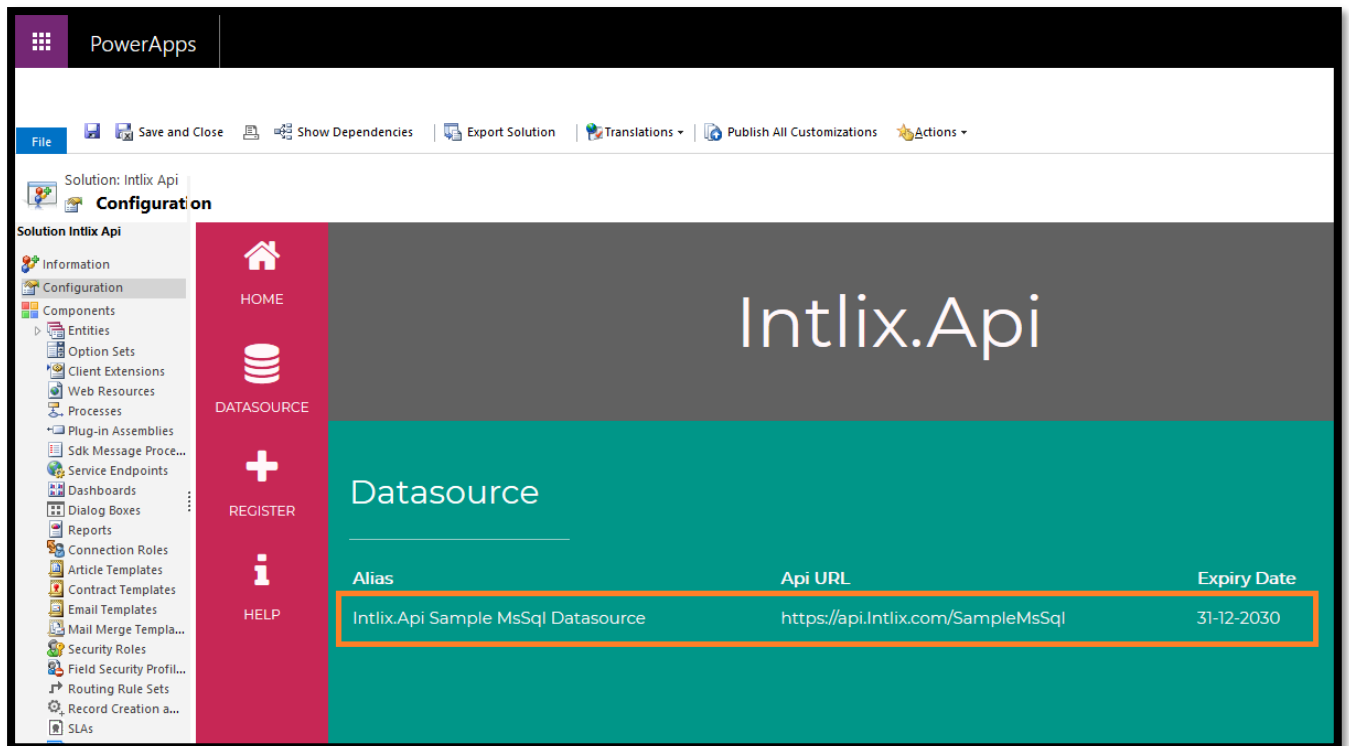 PowerApps
File
Save and Close
Show Dependencies
Export Solution
Translations
Publish All Customizations
Actions
Solution: Intlix Api
Configuration
Solution Intlix Api
Information
Configuration
Components
Entities
Option Sets
Client Extensions
Web Resources
Processes
Plug-in Assemblies
Sdk Message Proce...
Service Endpoints
Dashboards
Dialog Boxes
Reports
Connection Roles
Article Templates
Contract Templates
Email Templates
Mail Merge Templa...
Security Roles
Field Security Profil...
Routing Rule Sets
Record Creation a...
SLAs
HOME
DATASOURCE
REGISTER
HELP
Intlix.Api
Datasource
Alias Api URL Expiry Date
Intlix.Api Sample MsSql Datasource https://api.Intlix.com/SampleMsSql 31-12-2030